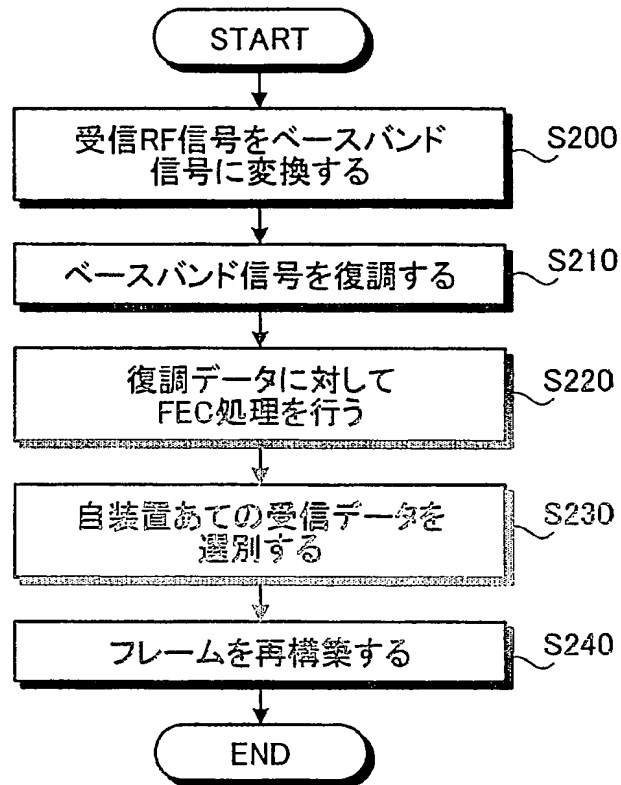 START
受信RF信号をベースバンド
信号に変換する
S200
ベースバンド信号を復調する
S210
復調データに対して
FEC処理を行う
S220
自装置あての受信データを
選別する
S230
フレームを再構築する
S240
END